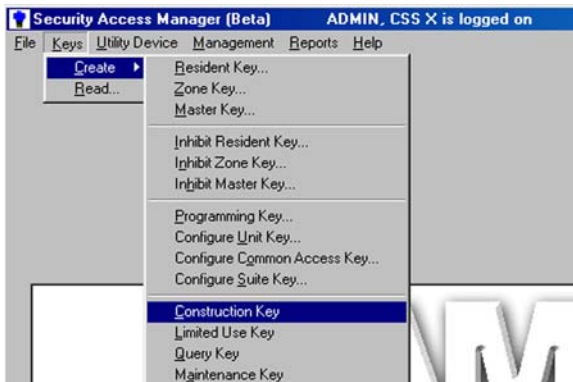 Security Access Manager (Beta) ADMIN, CSS X is logged on
File Keys Utility Device Management Reports Help
Create
Read...
Resident Key...
Zone Key...
Master Key...
Inhibit Resident Key...
Inhibit Zone Key...
Inhibit Master Key...
Programming Key...
Configure Unit Key...
Configure Common Access Key...
Configure Suite Key...
Construction Key
Limited Use Key
Query Key
Maintenance Key